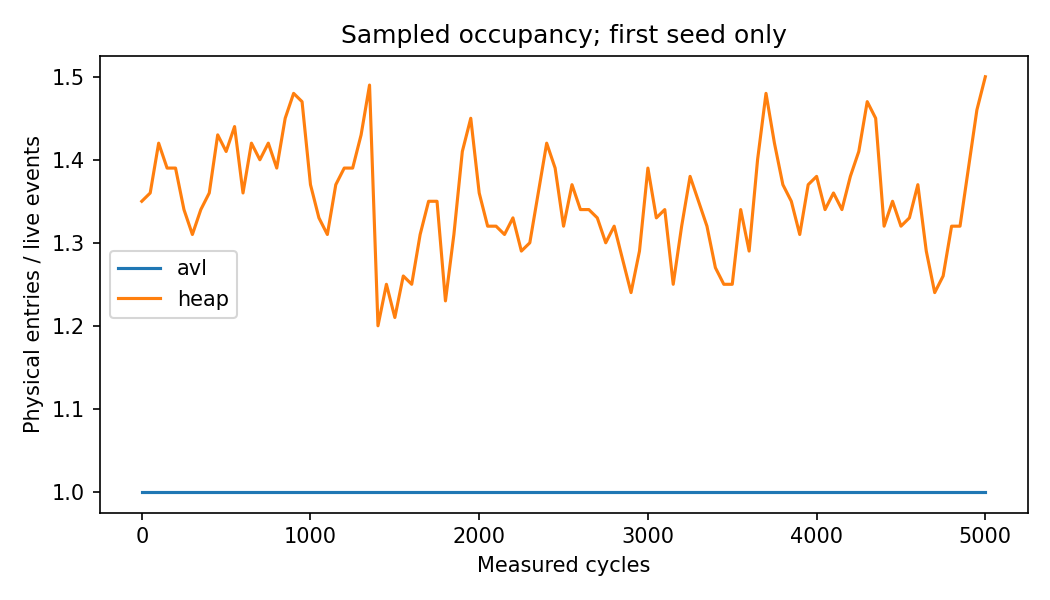 Sampled occupancy; first seed only
Physical entries / live events
1.5
1.4
1.3
1.2
1.1
1.0
avl
heap
0 1000 2000 3000 4000 5000
Measured cycles